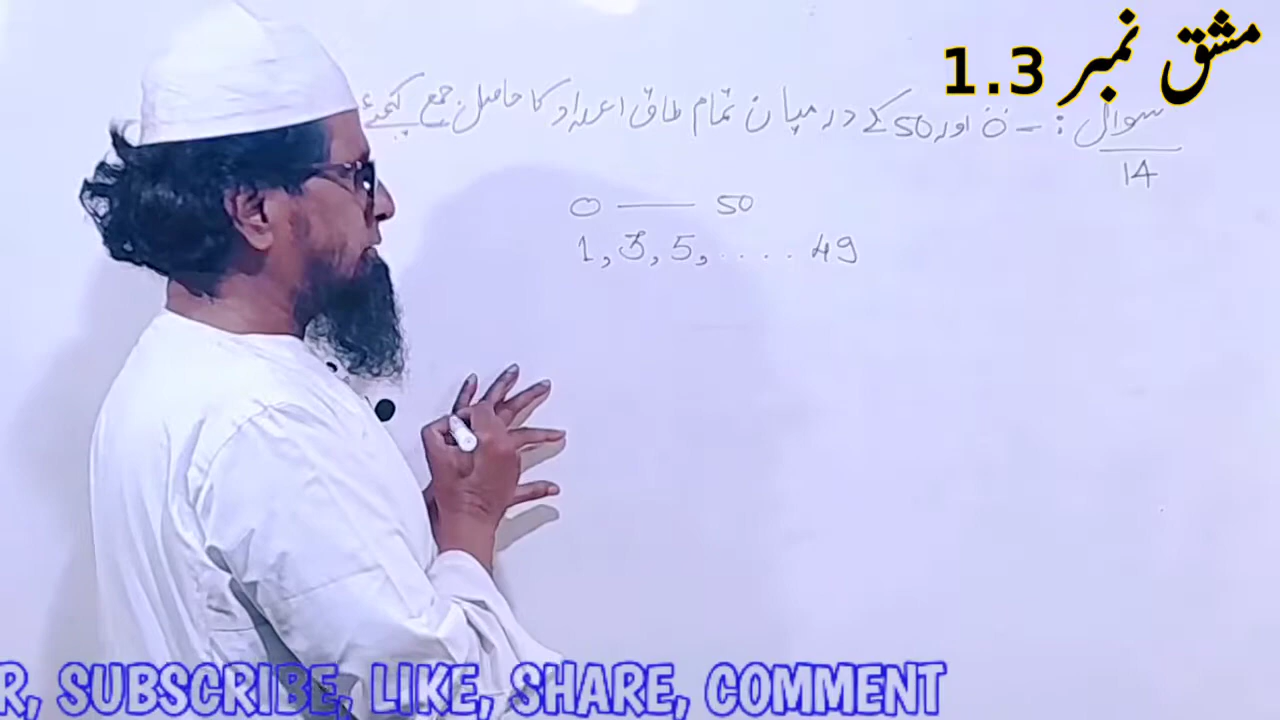 مشق نمبر 1.3
سوال :- 0 اور 50 کے درمیان تمام طاق اعداد کا حاصل جمع کیجئے
14
0 — 50
1, 3, 5, .... 49
R, SUBSCRIBE, LIKE, SHARE, COMMENT